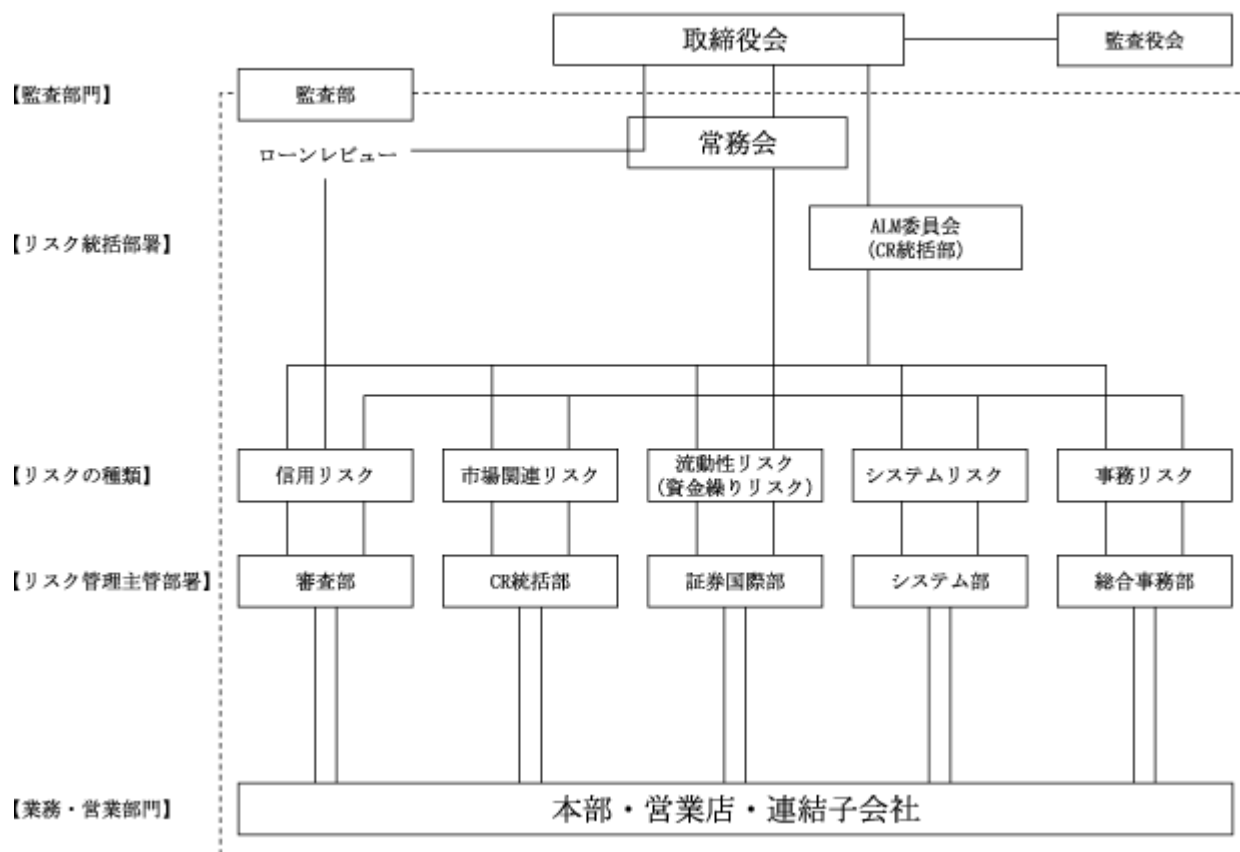 取締役会
監査役会
【監査部門】
監査部
常務会
ローンレビュー
【リスク統括部署】
ALM委員会
(CR統括部)
【リスクの種類】
信用リスク
市場関連リスク
流動性リスク
(資金繰りリスク)
システムリスク
事務リスク
【リスク管理主管部署】
審査部
CR統括部
証券国際部
システム部
総合事務部
【業務・営業部門】
本部・営業店・連結子会社